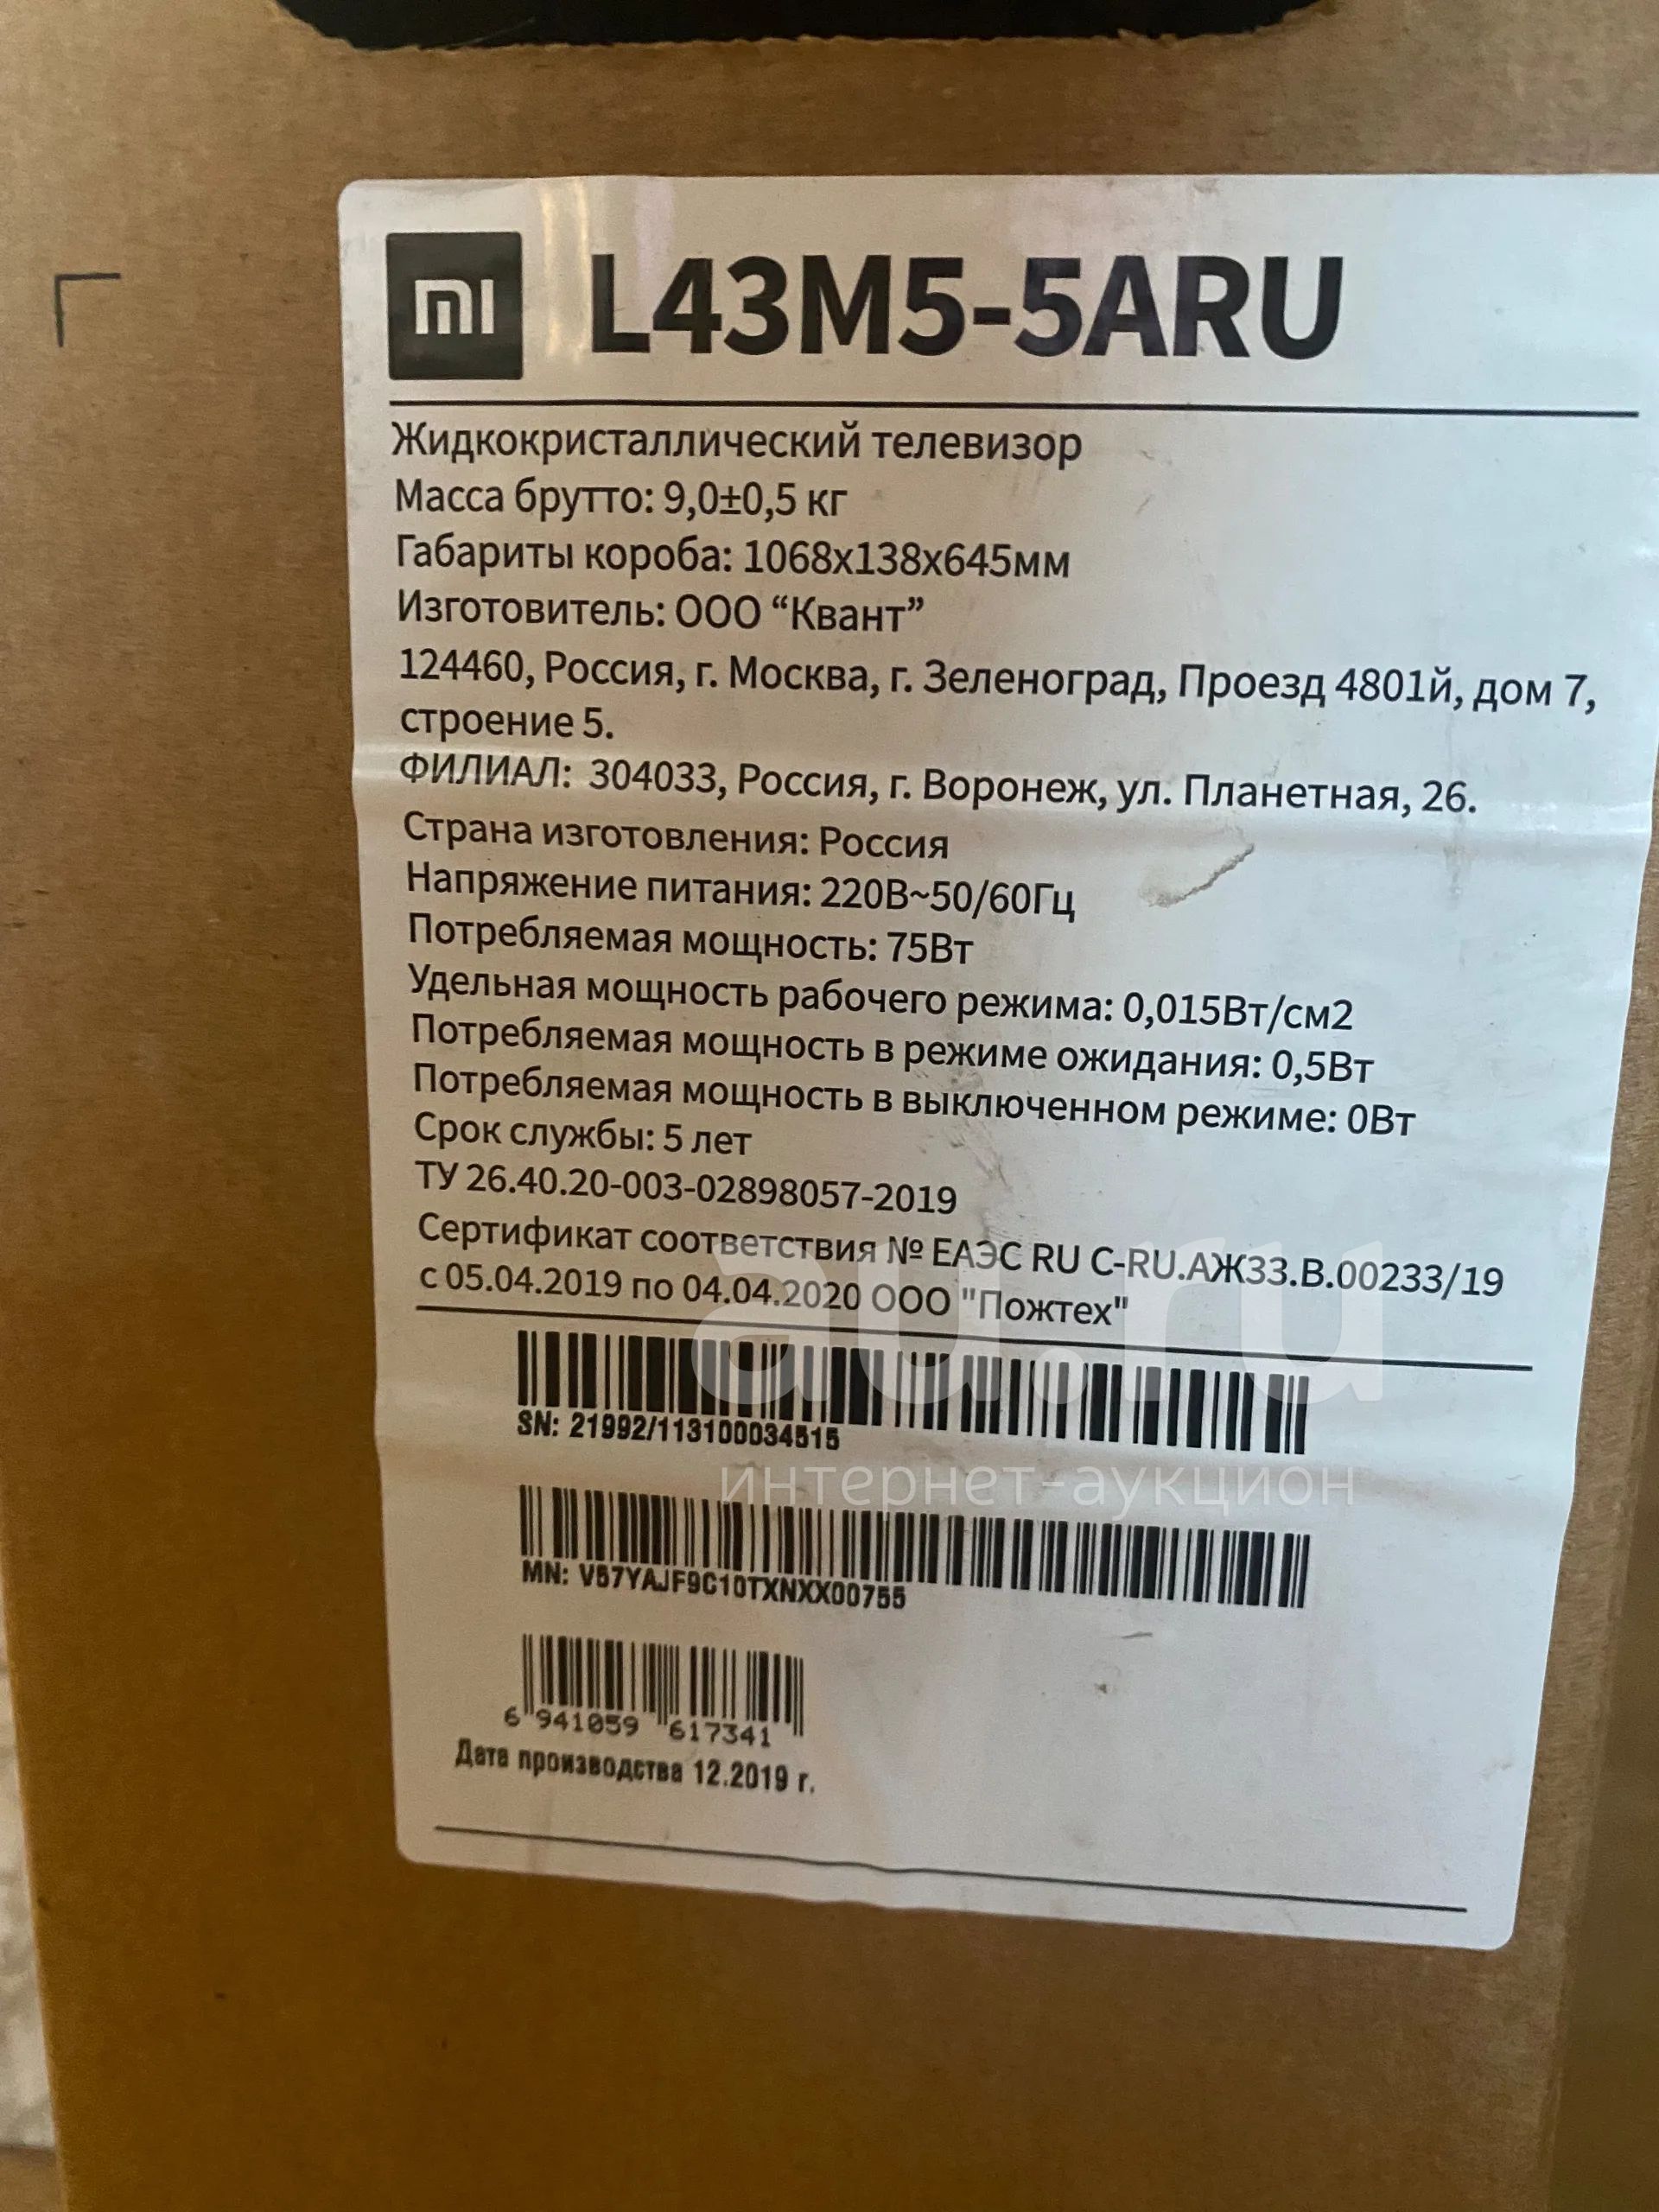 mi L43M5-5ARU
Жидкокристаллический телевизор
Масса брутто: 9,0±0,5 кг
Габариты короба: 1068х138х645мм
Изготовитель: ООО “Квант”
124460, Россия, г. Москва, г. Зеленоград, Проезд 4801й, дом 7,
строение 5.
ФИЛИАЛ: 304033, Россия, г. Воронеж, ул. Планетная, 26.
Страна изготовления: Россия
Напряжение питания: 220В~50/60Гц
Потребляемая мощность: 75Вт
Удельная мощность рабочего режима: 0,015Вт/см2
Потребляемая мощность в режиме ожидания: 0,5Вт
Потребляемая мощность в выключенном режиме: 0Вт
Срок службы: 5 лет
ТУ 26.40.20-003-02898057-2019
Сертификат соответствия № ЕАЭС RU C-RU.АЖ33.В.00233/19
с 05.04.2019 по 04.04.2020 ООО "Пожтех"
au.ru
SN: 21992/113100034515
интернет-аукцион
MN: V57YAJF9C10TXNXX00755
6 941059 617341
Дата производства 12.2019 г.